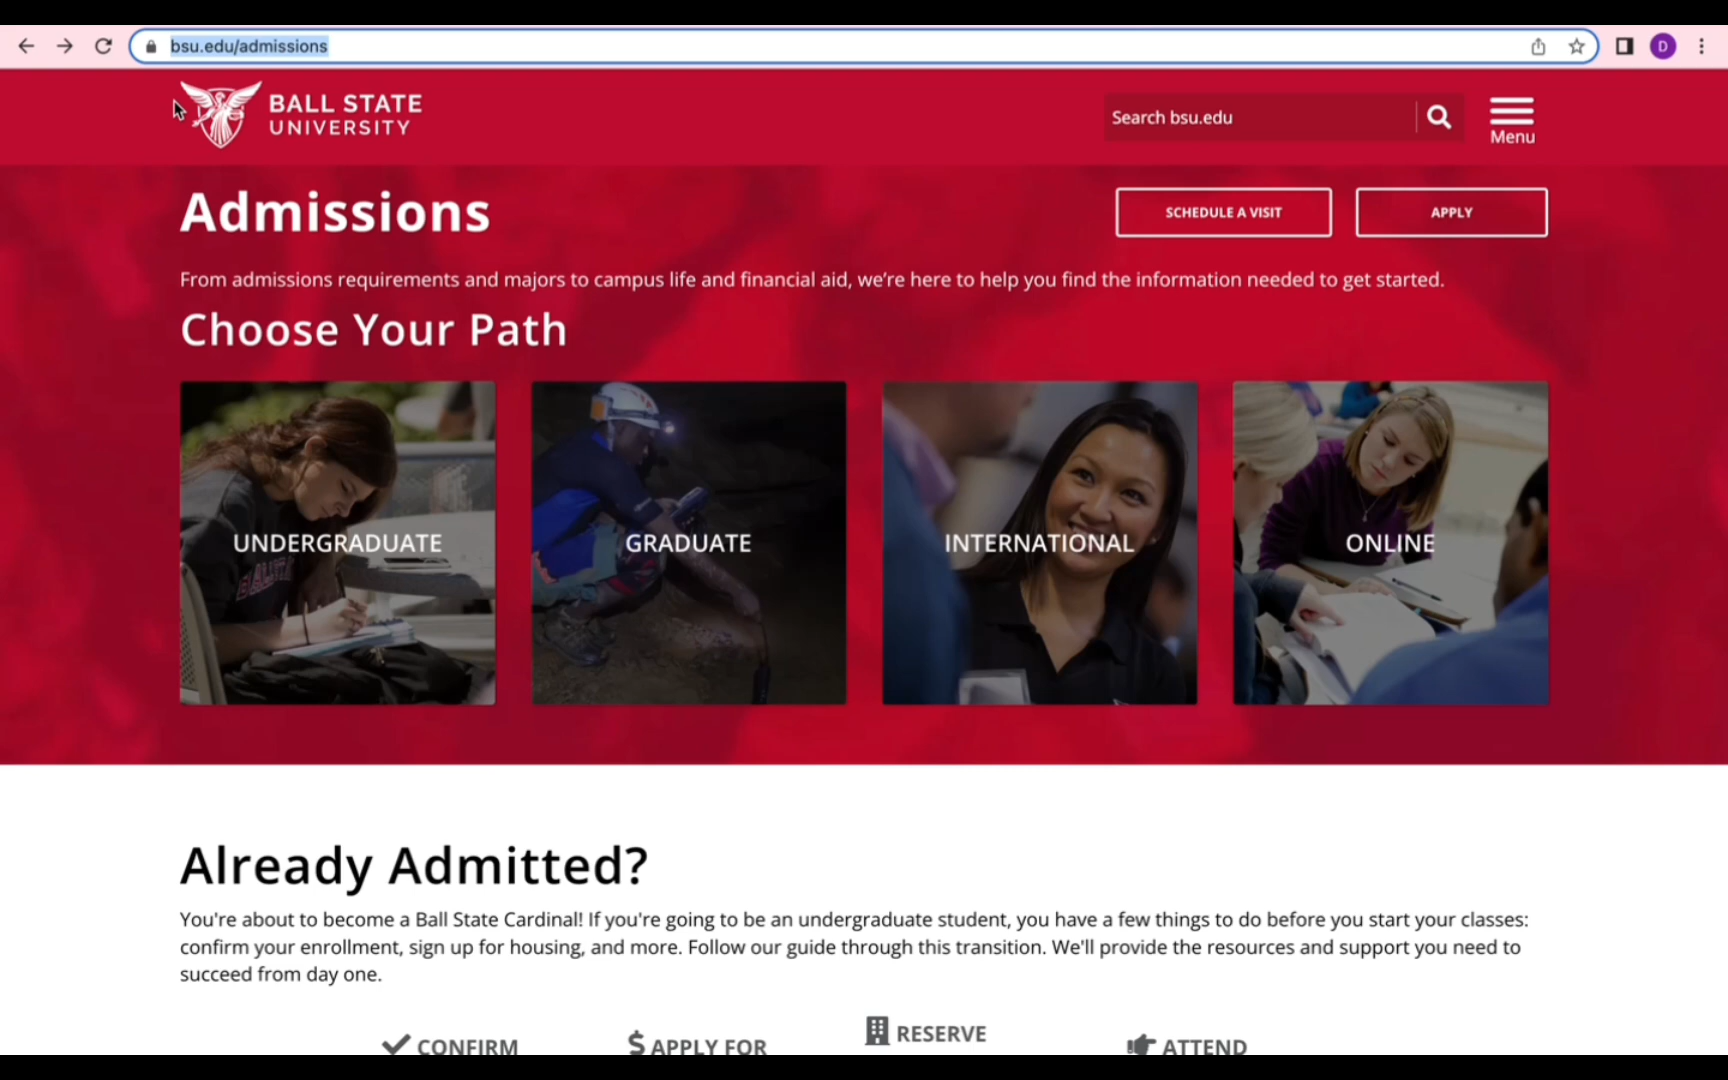 bsu.edu/admissions
D
BALL STATE
UNIVERSITY
Search bsu.edu
Menu
Admissions
SCHEDULE A VISIT
APPLY
From admissions requirements and majors to campus life and financial aid, we're here to help you find the information needed to get started.
Choose Your Path
UNDERGRADUATE
GRADUATE
INTERNATIONAL
ONLINE
Already Admitted?
You're about to become a Ball State Cardinal! If you're going to be an undergraduate student, you have a few things to do before you start your classes:
confirm your enrollment, sign up for housing, and more. Follow our guide through this transition. We'll provide the resources and support you need to
succeed from day one.
CONFIRM
$ APPLY FOR
RESERVE
ATTEND